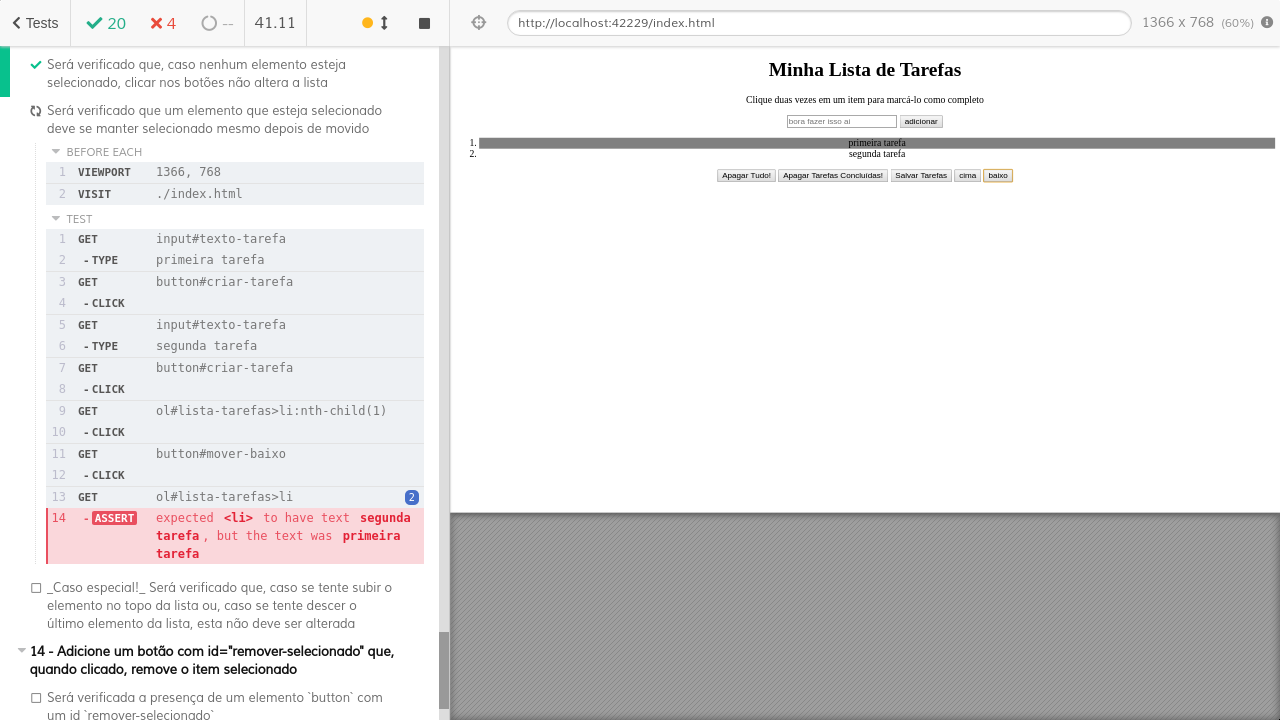 Tests
20
4
--
41.11
http://localhost:42229/index.html
1366 x 768 (60%)
Será verificado que, caso nenhum elemento esteja
selecionado, clicar nos botões não altera a lista
Será verificado que um elemento que esteja selecionado
deve se manter selecionado mesmo depois de movido
BEFORE EACH
1 VIEWPORT 1366, 768
2 VISIT ./index.html
TEST
1 GET input#texto-tarefa
2 -TYPE primeira tarefa
3 GET button#criar-tarefa
4 -CLICK
5 GET input#texto-tarefa
6 -TYPE segunda tarefa
7 GET button#criar-tarefa
8 -CLICK
9 GET ol#lista-tarefas>li:nth-child(1)
10 -CLICK
11 GET button#mover-baixo
12 -CLICK
13 GET ol#lista-tarefas>li 2
14 -ASSERT expected <li> to have text segunda
tarefa, but the text was primeira
tarefa
_Caso especial!_ Será verificado que, caso se tente subir o
elemento no topo da lista ou, caso se tente descer o
último elemento da lista, esta não deve ser alterada
14 - Adicione um botão com id="remover-selecionado" que,
quando clicado, remove o item selecionado
Será verificada a presença de um elemento `button` com
um id `remover-selecionado`
Minha Lista de Tarefas
Clique duas vezes em um item para marcá-lo como completo
bora fazer isso ai adicionar
1. primeira tarefa
2. segunda tarefa
Apagar Tudo! Apagar Tarefas Concluídas! Salvar Tarefas cima baixo